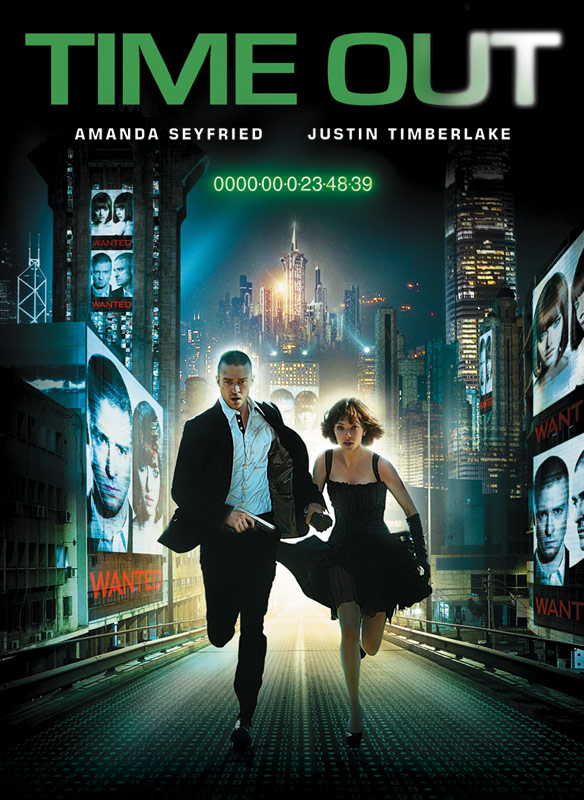 TIME OUT
AMANDA SEYFRIED JUSTIN TIMBERLAKE
0000·00·0·23·48·39
WANTED
WANTED
WANTED
WANTED
WANT